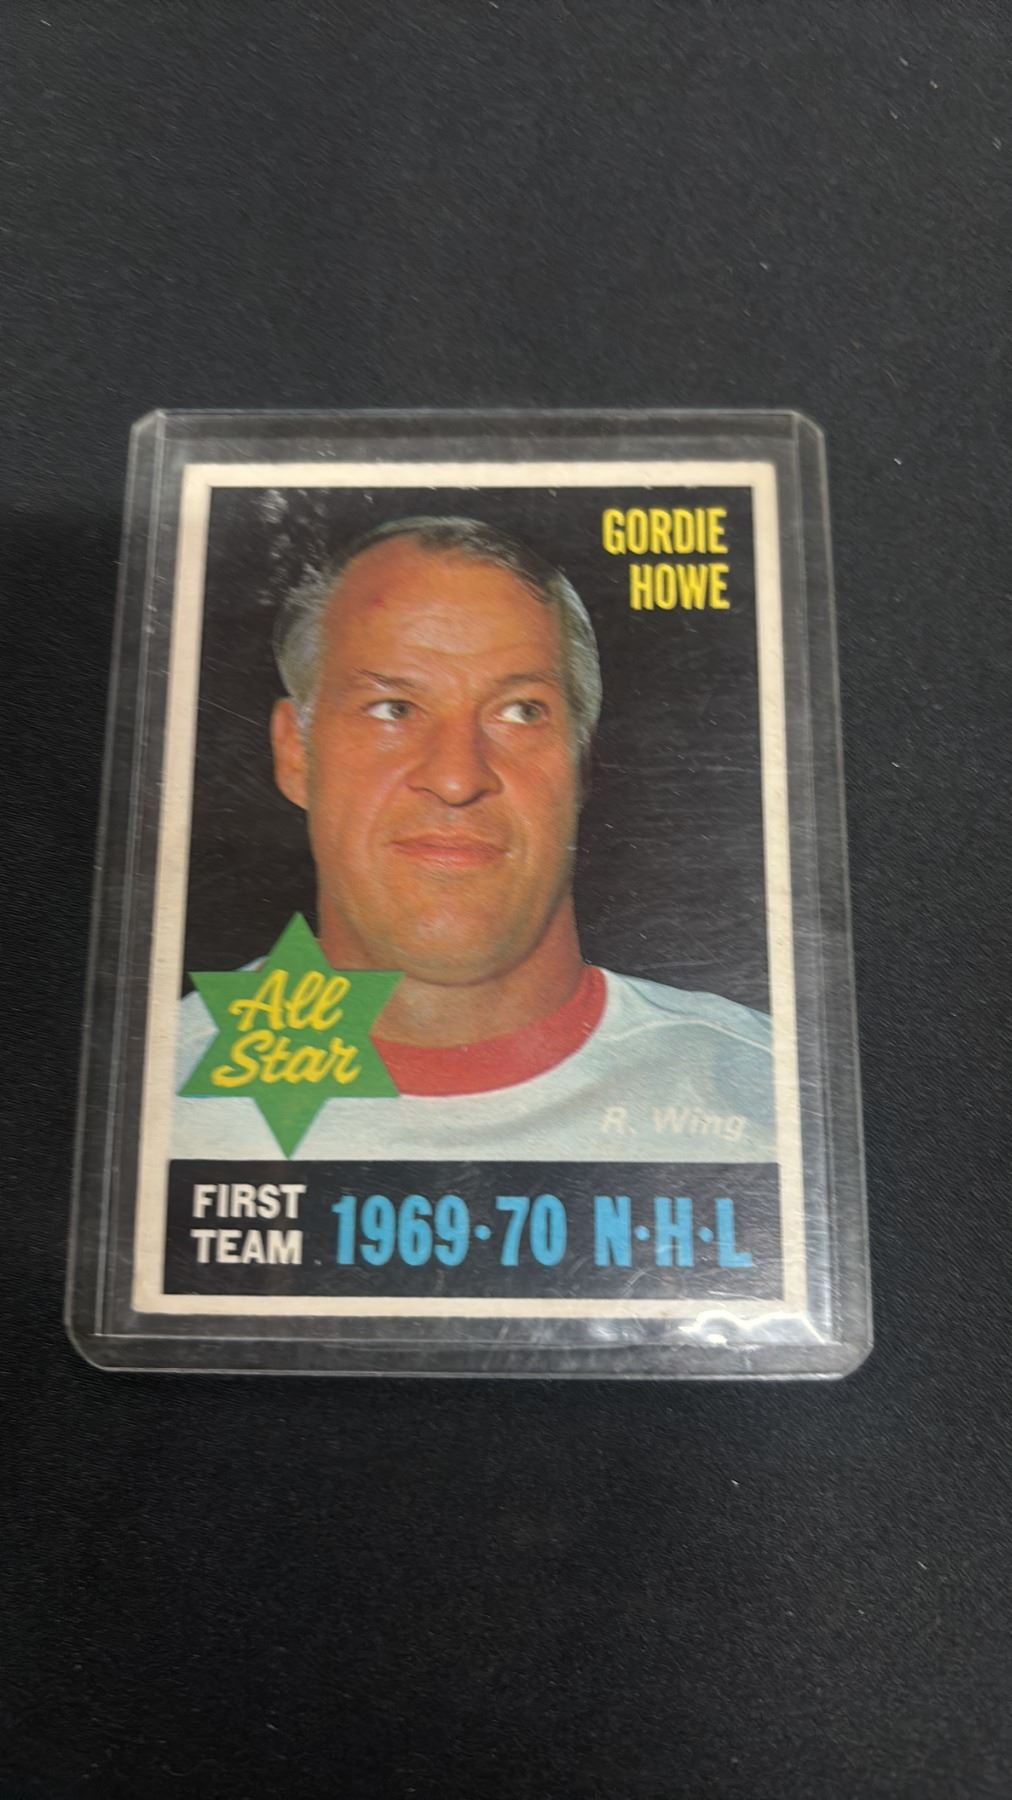 GORDIE
HOWE
All
Star
R. Wing
FIRST
TEAM
1969·70 N·H·L